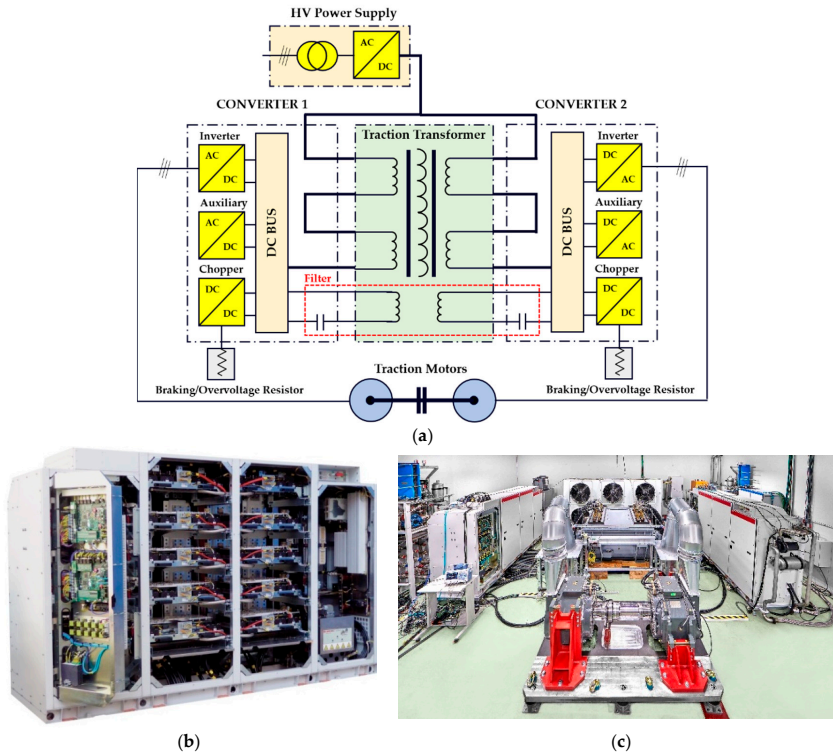 HV Power Supply
AC
DC
CONVERTER 1
CONVERTER 2
Traction Transformer
Inverter
AC
DC
Auxiliary
AC
DC
Chopper
DC
DC
DC BUS
Filter
Inverter
DC
AC
Auxiliary
DC
AC
Chopper
DC
DC
DC BUS
Braking/Overvoltage Resistor
Traction Motors
Braking/Overvoltage Resistor
(a)
(b)
(c)